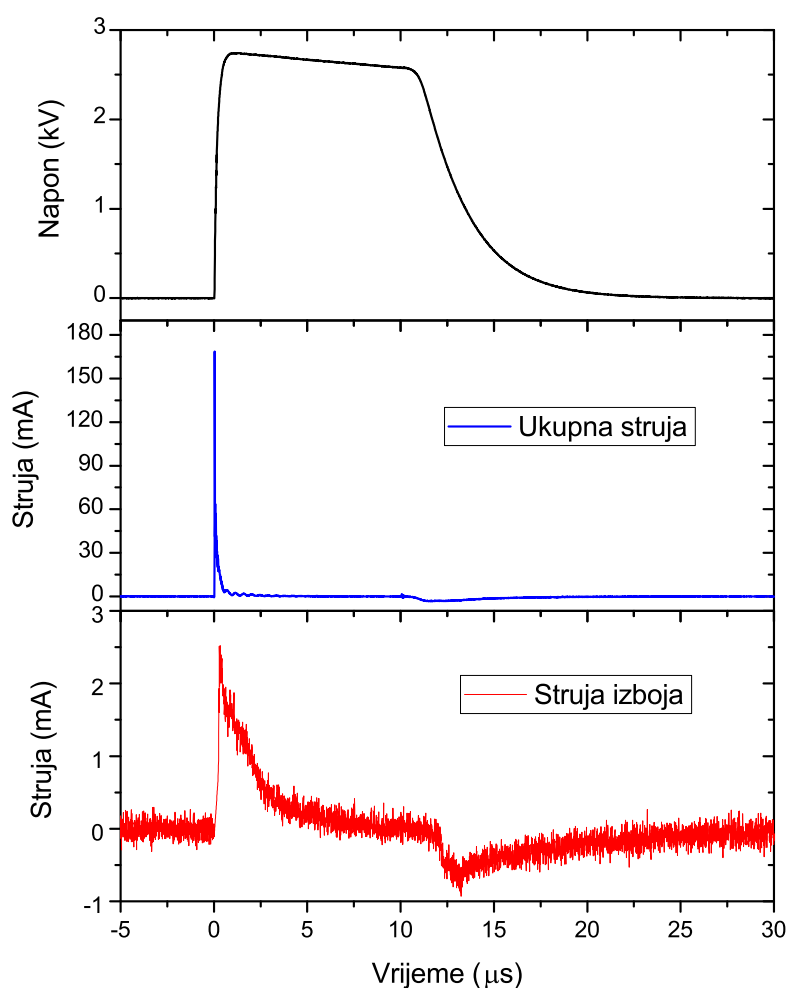 3
2
1
0
Napon (kV)
180
150
120
90
60
30
0
Struja (mA)
Ukupna struja
3
2
1
0
-1
Struja (mA)
Struja izboja
-5 0 5 10 15 20 25 30
Vrijeme (μs)